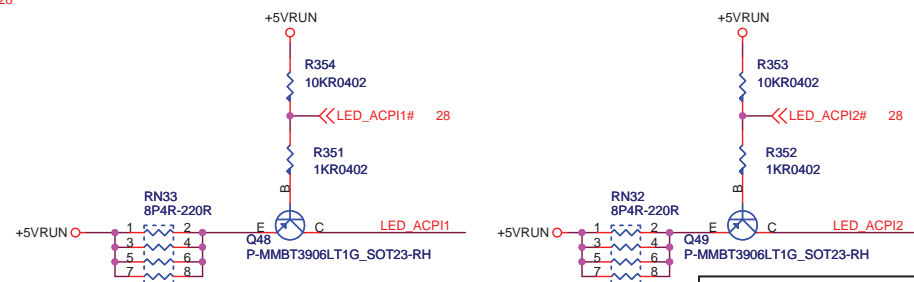 28
+5VRUN
R354
10KR0402
LED_ACPI1# 28
R351
1KR0402
B
RN33
8P4R-220R
+5VRUN
1 2
3 4
5 6
7 8
E C
LED_ACPI1
Q48
P-MMBT3906LT1G_SOT23-RH
+5VRUN
R353
10KR0402
LED_ACPI2# 28
R352
1KR0402
B
RN32
8P4R-220R
+5VRUN
1 2
3 4
5 6
7 8
E C
LED_ACPI2
Q49
P-MMBT3906LT1G_SOT23-RH